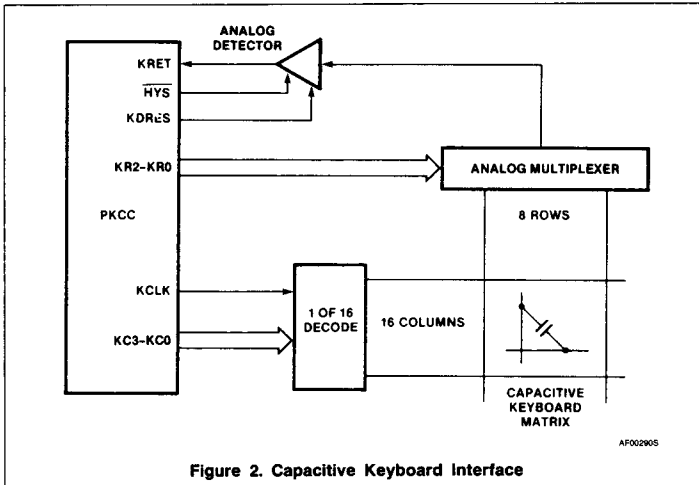 ANALOG
DETECTOR
KRET
HYS
KDRES
KR2-KR0
ANALOG MULTIPLEXER
PKCC
8 ROWS
KCLK
1 OF 16
DECODE
16 COLUMNS
KC3-KC0
CAPACITIVE
KEYBOARD
MATRIX
AF00290S
Figure 2. Capacitive Keyboard Interface